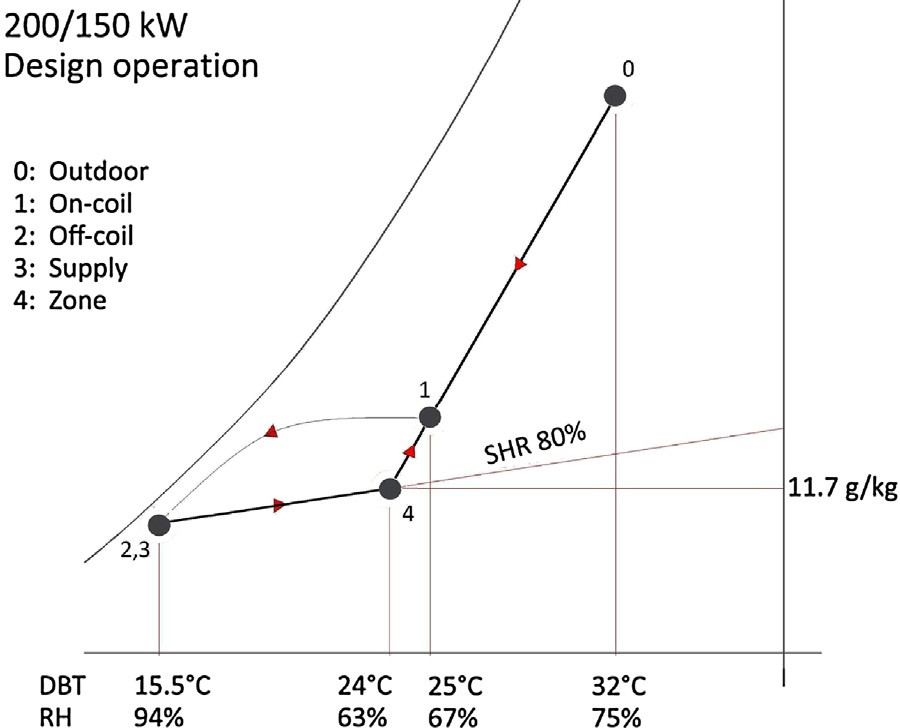 200/150 kW
Design operation
0: Outdoor
1: On-coil
2: Off-coil
3: Supply
4: Zone
0
1
SHR 80%
11.7 g/kg
4
2,3
DBT 15.5°C 24°C 25°C 32°C
RH 94% 63% 67% 75%